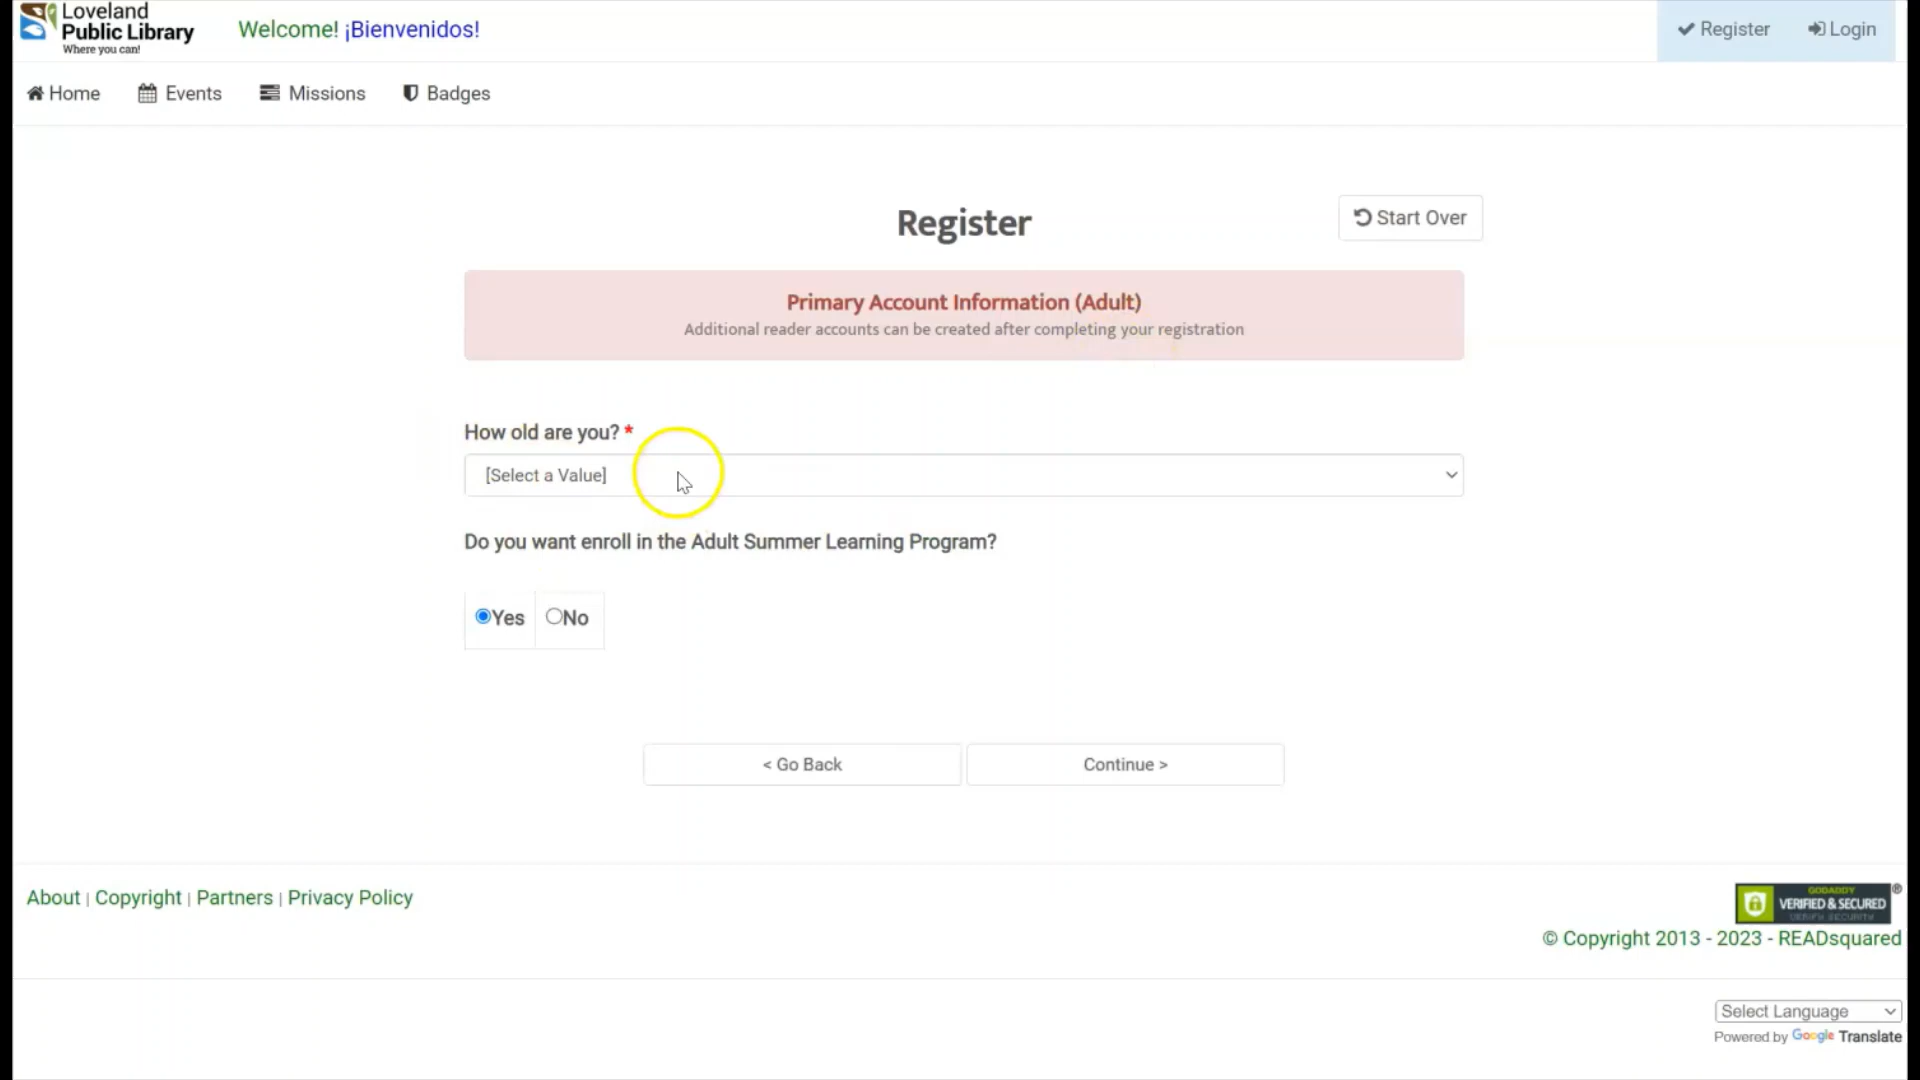 Loveland
Public Library
Where you can!
Welcome! ¡Bienvenidos!
Register
Login
Home
Events
Missions
Badges
Register
Start Over
Primary Account Information (Adult)
Additional reader accounts can be created after completing your registration
How old are you? *
[Select a Value]
Do you want enroll in the Adult Summer Learning Program?
Yes
No
< Go Back
Continue >
About | Copyright | Partners | Privacy Policy
GODADDY
VERIFIED & SECURED
VERIFY SECURITY
®
© Copyright 2013 - 2023 - READsquared
Select Language
Powered by Google Translate